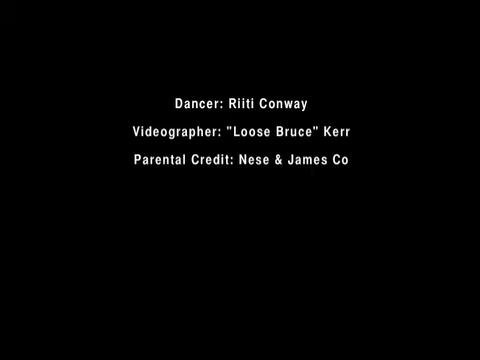 Dancer: Riiti Conway
Videographer: "Loose Bruce" Kerr
Parental Credit: Nese & James Co